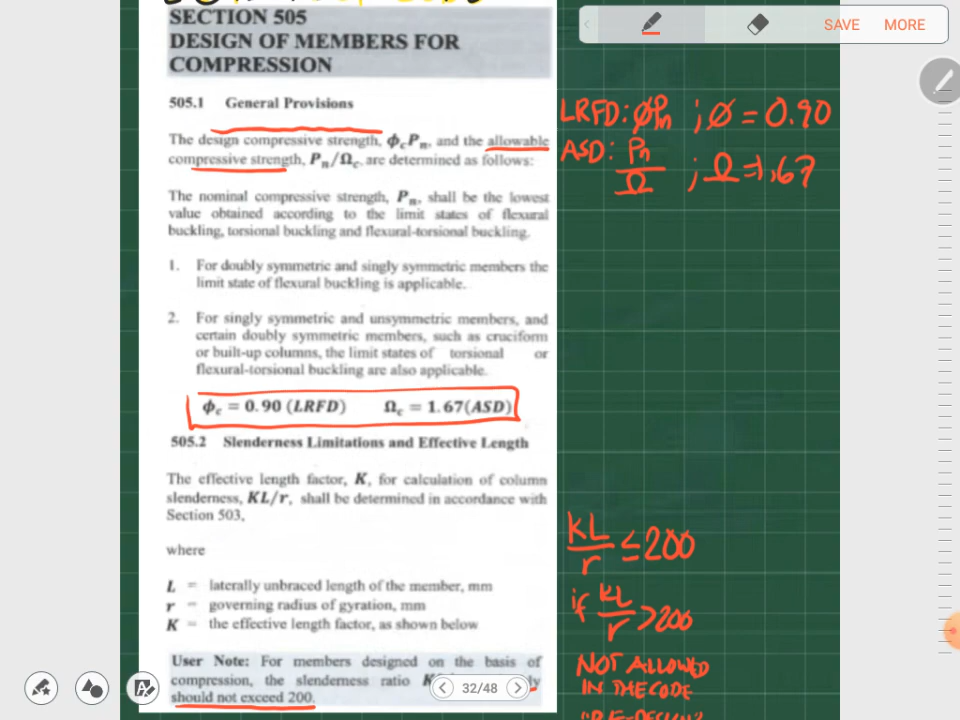 SECTION 505
DESIGN OF MEMBERS FOR
COMPRESSION
505.1 General Provisions
The design compressive strength, ϕcPn, and the allowable
compressive strength, Pn/Ωc, are determined as follows:
The nominal compressive strength, Pn, shall be the lowest
value obtained according to the limit states of flexural
buckling, torsional buckling and flexural-torsional buckling.
1. For doubly symmetric and singly symmetric members the
limit state of flexural buckling is applicable.
2. For singly symmetric and unsymmetric members, and
certain doubly symmetric members, such as cruciform
or built-up columns, the limit states of torsional or
flexural-torsional buckling are also applicable.
ϕc = 0.90 (LRFD) Ωc = 1.67(ASD)
505.2 Slenderness Limitations and Effective Length
The effective length factor, K, for calculation of column
slenderness, KL/r, shall be determined in accordance with
Section 503,
where
L = laterally unbraced length of the member, mm
r = governing radius of gyration, mm
K = the effective length factor, as shown below
User Note: For members designed on the basis of
compression, the slenderness ratio
should not exceed 200.
32/48
SAVE MORE
LRFD: ϕPn ; ϕ = 0.90
ASD: Pn/Ω ; Ω = 1.67
KL/r ≤ 200
if KL/r > 200
NOT ALLOWED
IN THE CODE